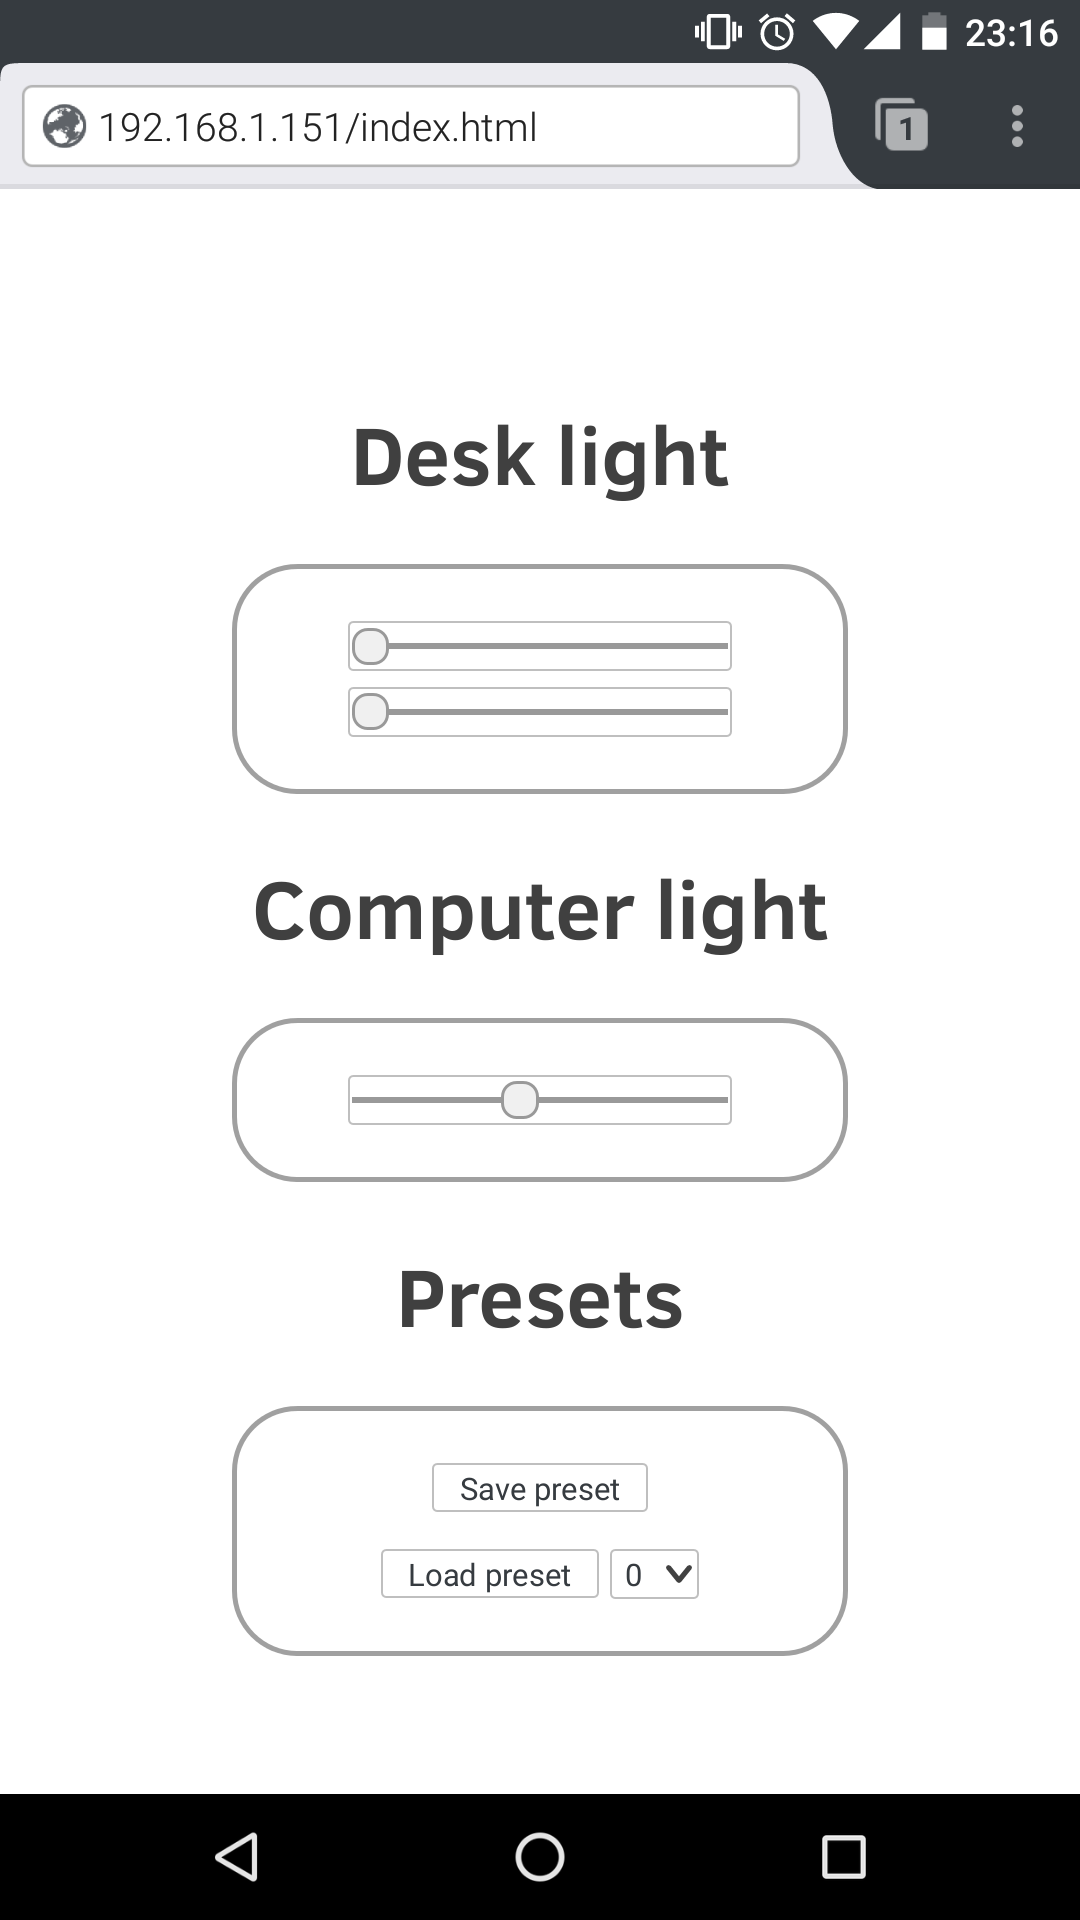 23:16
192.168.1.151/index.html
1
Desk light
Computer light
Presets
Save preset
Load preset 0